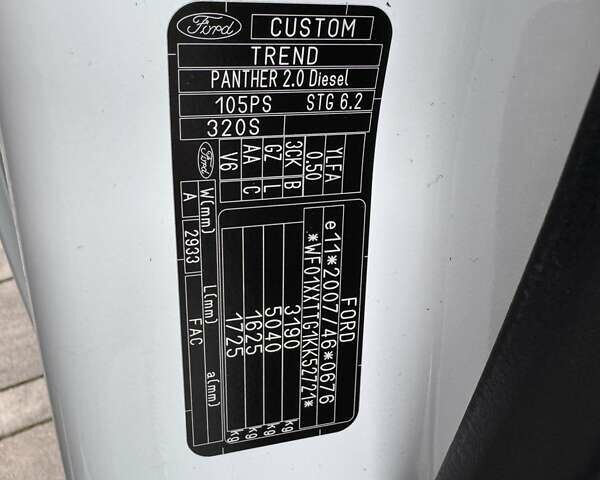 Ford CUSTOM
TREND
PANTHER 2.0 Diesel
105PS STG 6.2
320S
Ford
YLFA
0.50
3CK B
GZ L
AA C
V6
W(mm) L(mm) a(mm)
A 2933 FAC
FORD
e11*2007/46*0676
3190 kg
5040 kg
1625 kg
1725 kg